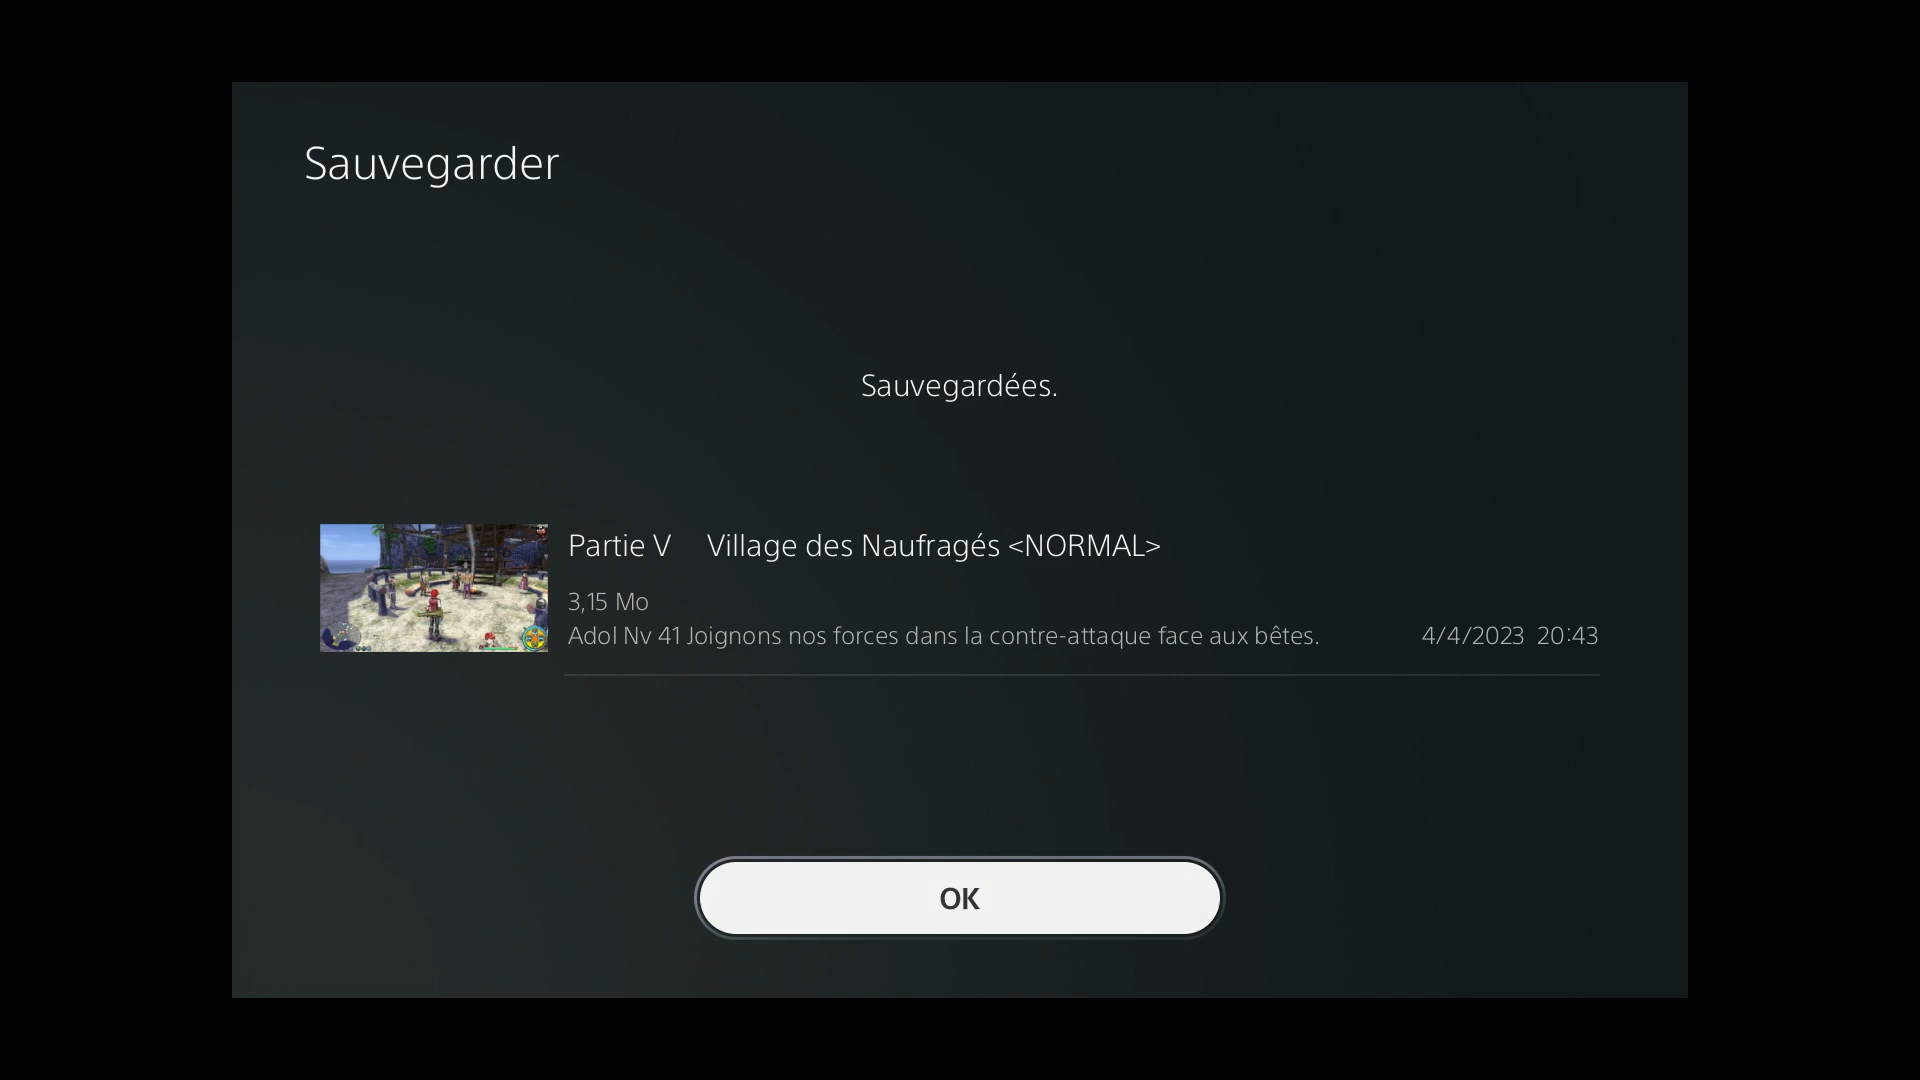 Sauvegarder
Sauvegardées.
Partie V Village des Naufragés <NORMAL>
3,15 Mo
Adol Nv 41 Joignons nos forces dans la contre-attaque face aux bêtes. 4/4/2023 20:43
OK